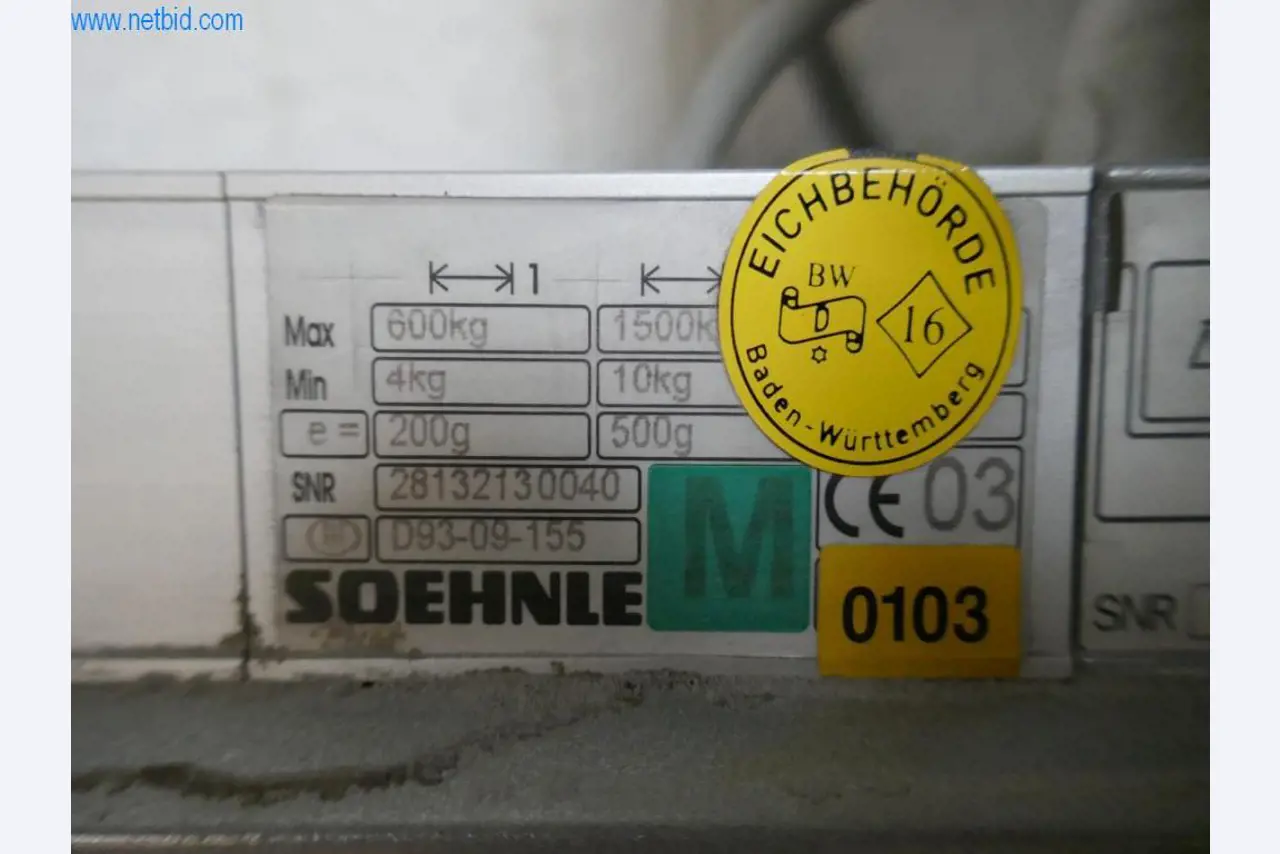 www.netbid.com
1
Max 600kg 1500k
Min 4kg 10kg
e = 200g 500g
SNR 28132130040
D93-09-155
SOEHNLE
M
CE 03
0103
EICHBEHÖRDE
BW
D
16
Baden-Württemberg
SNR